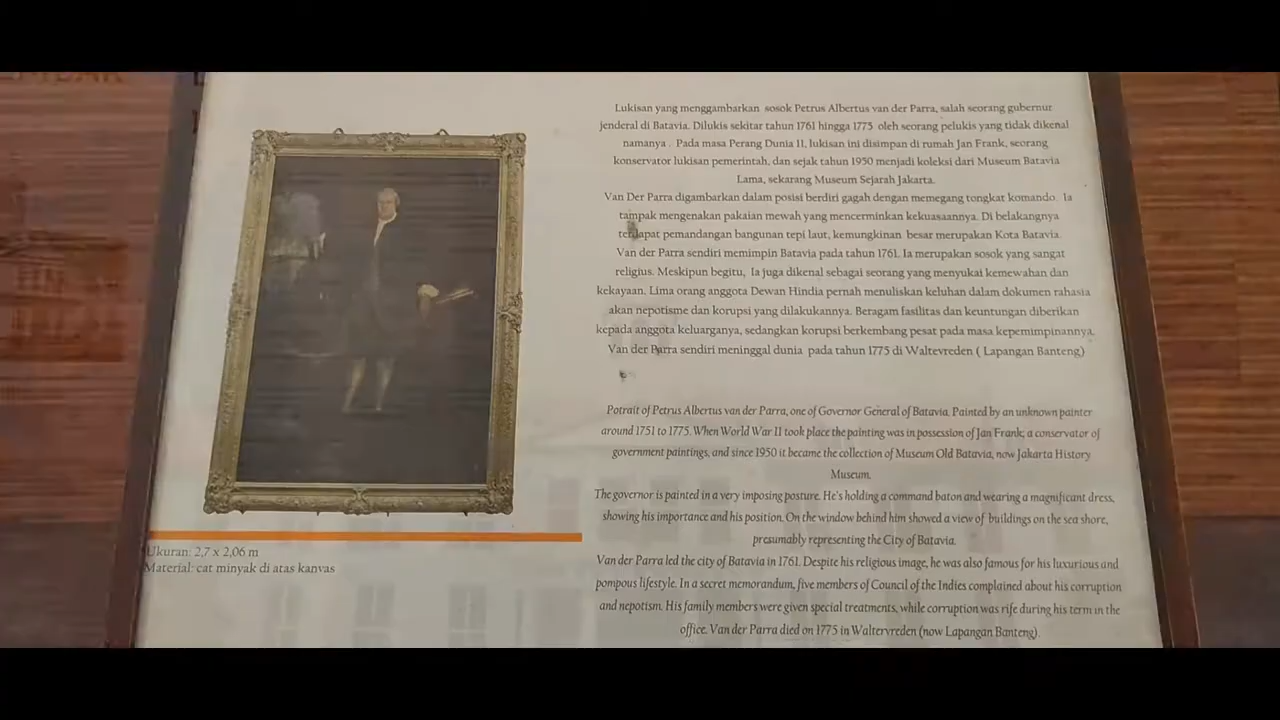 Lukisan yang menggambarkan sosok Petrus Albertus van der Parra, salah seorang gubernur
jenderal di Batavia. Dilukis sekitar tahun 1761 hingga 1775 oleh seorang pelukis yang tidak dikenal
namanya . Pada masa Perang Dunia II, lukisan ini disimpan di rumah Jan Frank, seorang
konservator lukisan pemerintah, dan sejak tahun 1950 menjadi koleksi dari Museum Batavia
Lama, sekarang Museum Sejarah Jakarta.
Van Der Parra digambarkan dalam posisi berdiri gagah dengan memegang tongkat komando. Ia
tampak mengenakan pakaian mewah yang mencerminkan kekuasaannya. Di belakangnya
terdapat pemandangan bangunan tepi laut, kemungkinan besar merupakan Kota Batavia.
Van der Parra sendiri memimpin Batavia pada tahun 1761. Ia merupakan sosok yang sangat
religius. Meskipun begitu, Ia juga dikenal sebagai seorang yang menyukai kemewahan dan
kekayaan. Lima orang anggota Dewan Hindia pernah menuliskan keluhan dalam dokumen rahasia
akan nepotisme dan korupsi yang dilakukannya. Beragam fasilitas dan keuntungan diberikan
kepada anggota keluarganya, sedangkan korupsi berkembang pesat pada masa kepemimpinannya.
Van der Parra sendiri meninggal dunia pada tahun 1775 di Waltevreden ( Lapangan Banteng)
Potrait of Petrus Albertus van der Parra, one of Governor General of Batavia. Painted by an unknown painter
around 1751 to 1775. When World War II took place the painting was in possession of Jan Frank; a conservator of
government paintings, and since 1950 it became the collection of Museum Old Batavia, now Jakarta History
Museum.
The governor is painted in a very imposing posture. He's holding a command baton and wearing a magnificant dress,
showing his importance and his position. On the window behind him showed a view of buildings on the sea shore,
presumably representing the City of Batavia.
Van der Parra led the city of Batavia in 1761. Despite his religious image, he was also famous for his luxurious and
pompous lifestyle. In a secret memorandum, five members of Council of the Indies complained about his corruption
and nepotism. His family members were given special treatments, while corruption was rife during his term in the
office. Van der Parra died on 1775 in Waltervreden (now Lapangan Banteng).
Ukuran: 2,7 x 2,06 m
Material: cat minyak di atas kanvas